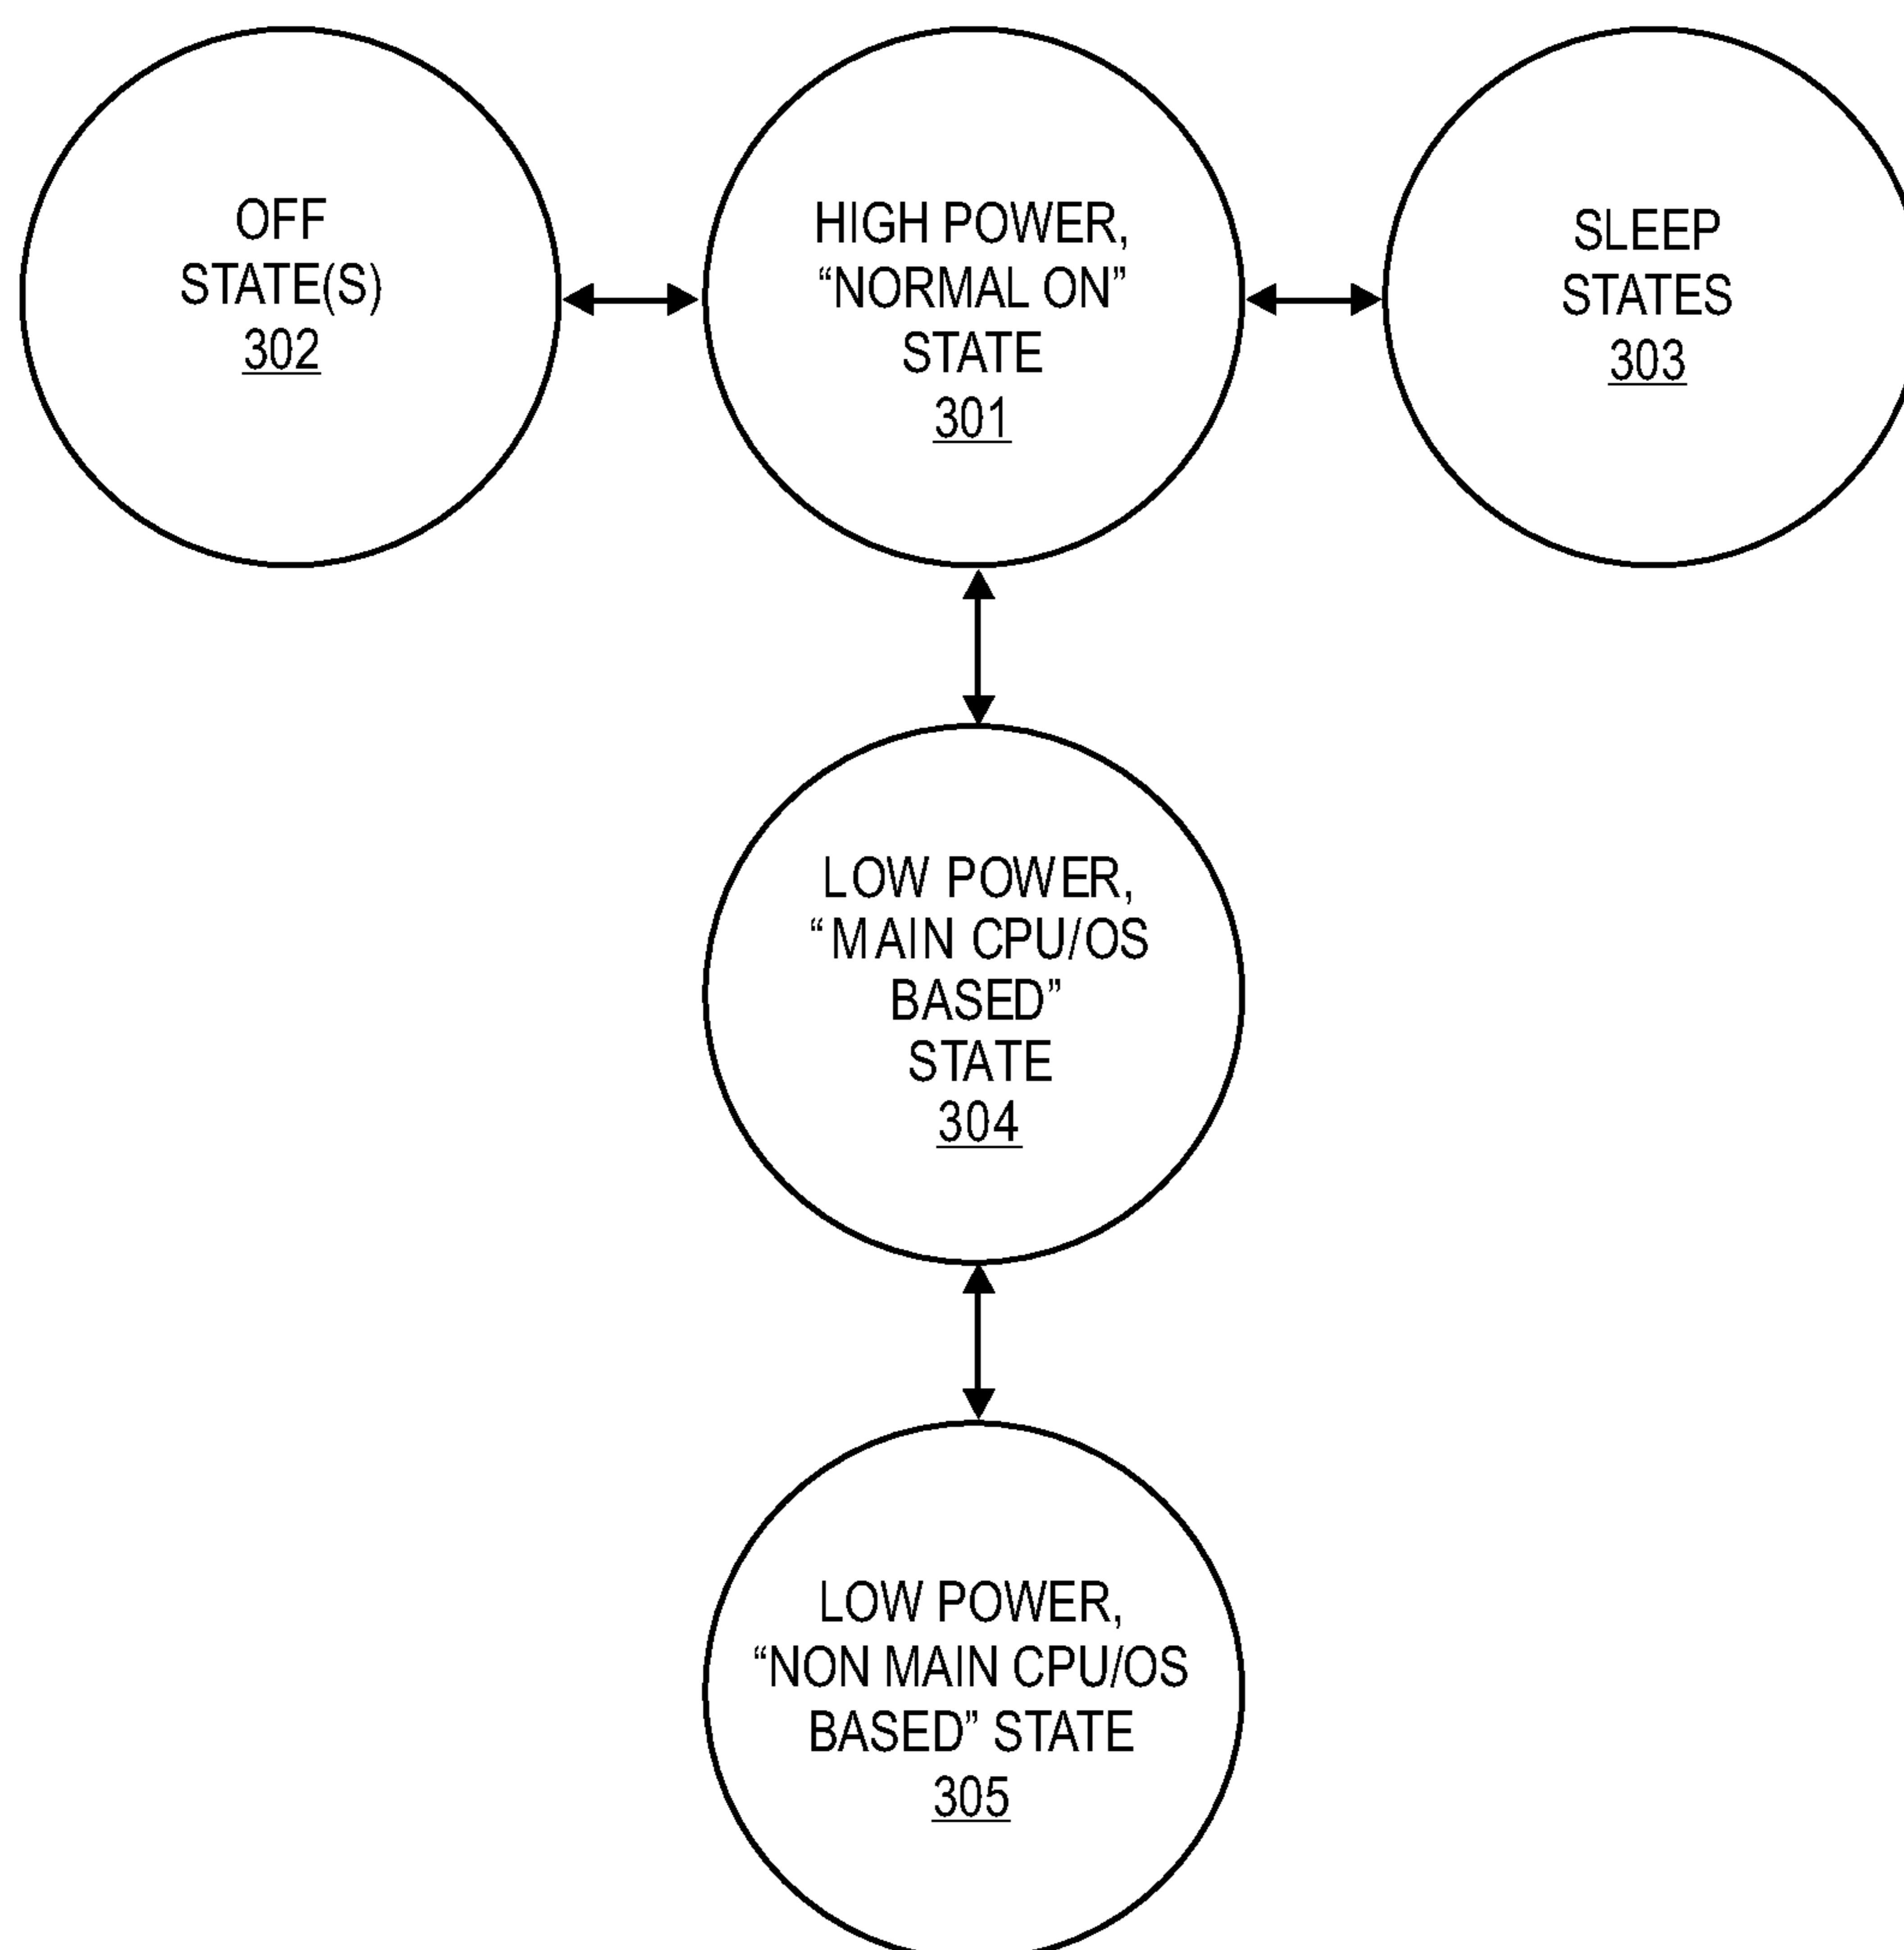 OFF
STATE(S)
302
HIGH POWER,
“NORMAL ON”
STATE
301
SLEEP
STATES
303
LOW POWER,
“MAIN CPU/OS
BASED”
STATE
304
LOW POWER,
“NON MAIN CPU/OS
BASED” STATE
305